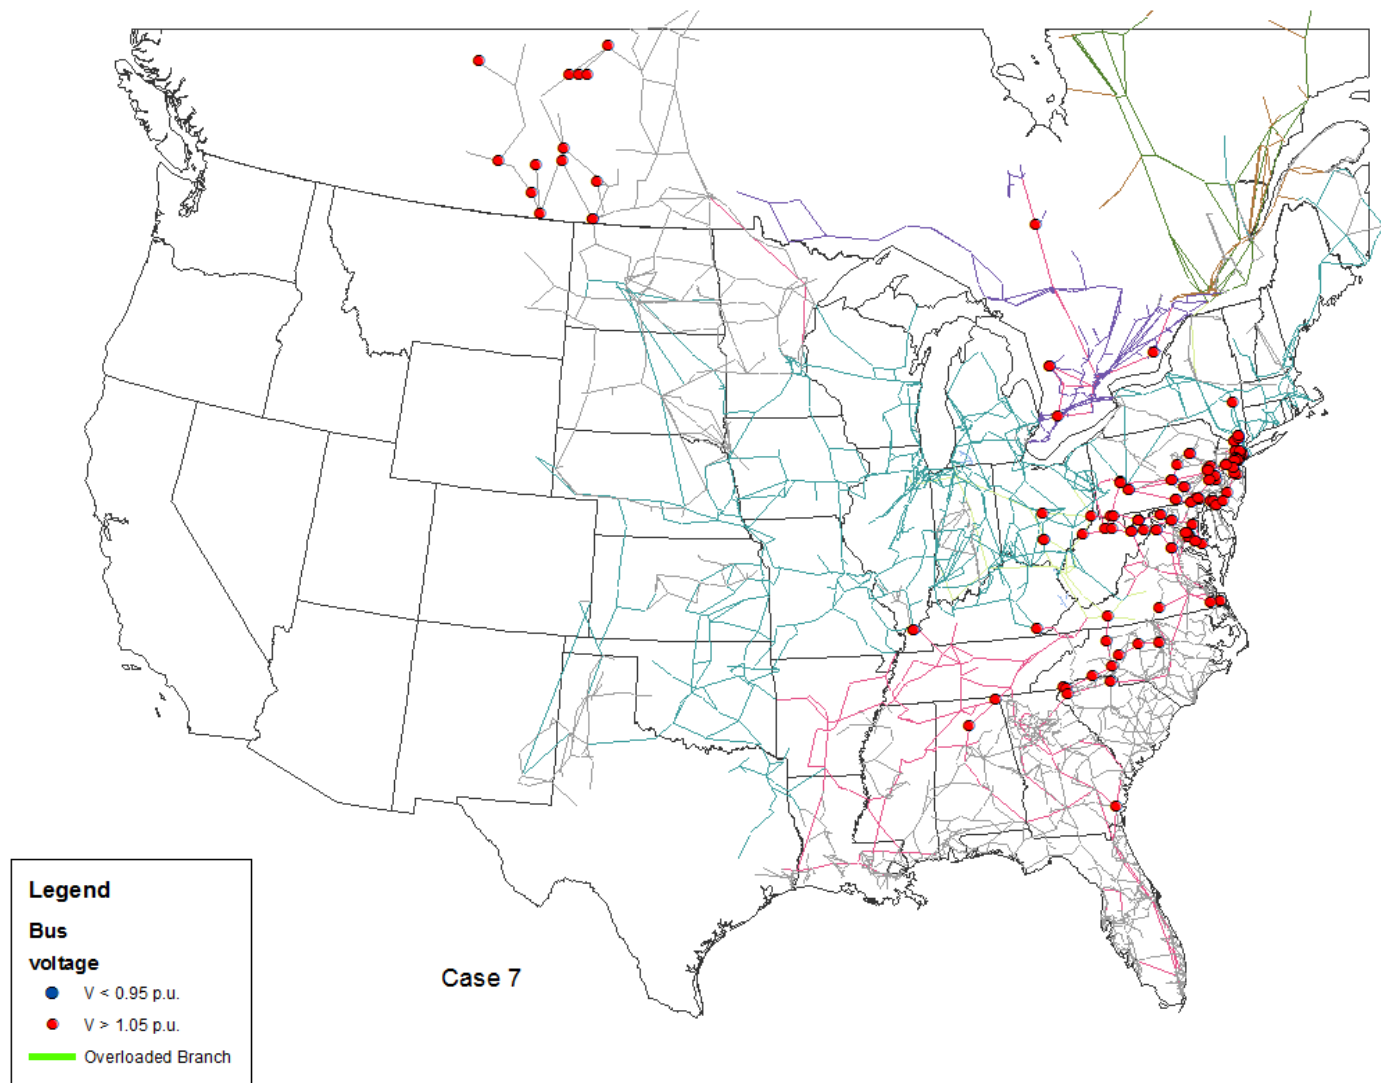 Legend
Bus
voltage
V < 0.95 p.u.
V > 1.05 p.u.
Overloaded Branch
Case 7